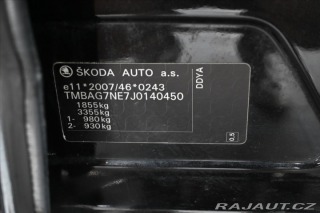 ŠKODA AUTO a.s.
e11*2007/46*0243
TMBAG7NE7J0140450
1855kg
3355kg
1- 980kg
2- 930kg
DDYA
0.5
RAJAUT.CZ